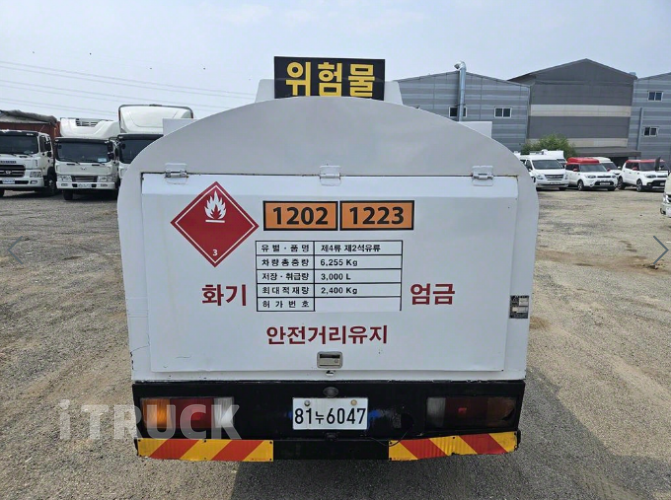 위험물
1202 1223
3
유별·품명 제4류 제2석유류
차량총중량 6,255 Kg
저장·취급량 3,000 L
최대적재량 2,400 Kg
허가번호
화기 엄금
안전거리유지
81누6047
iTRUCK